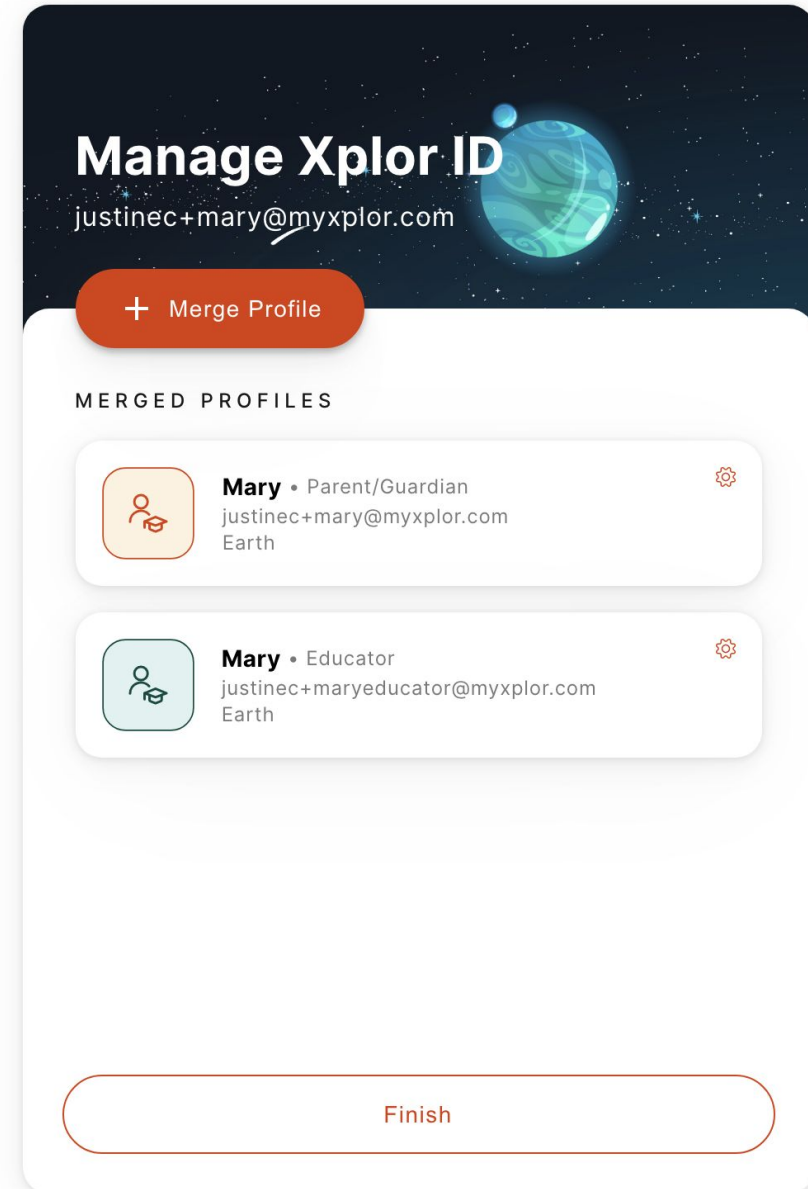 Manage Xplor ID
justinec+mary@myxplor.com
+ Merge Profile
MERGED PROFILES
Mary • Parent/Guardian
justinec+mary@myxplor.com
Earth
Mary • Educator
justinec+maryeducator@myxplor.com
Earth
Finish